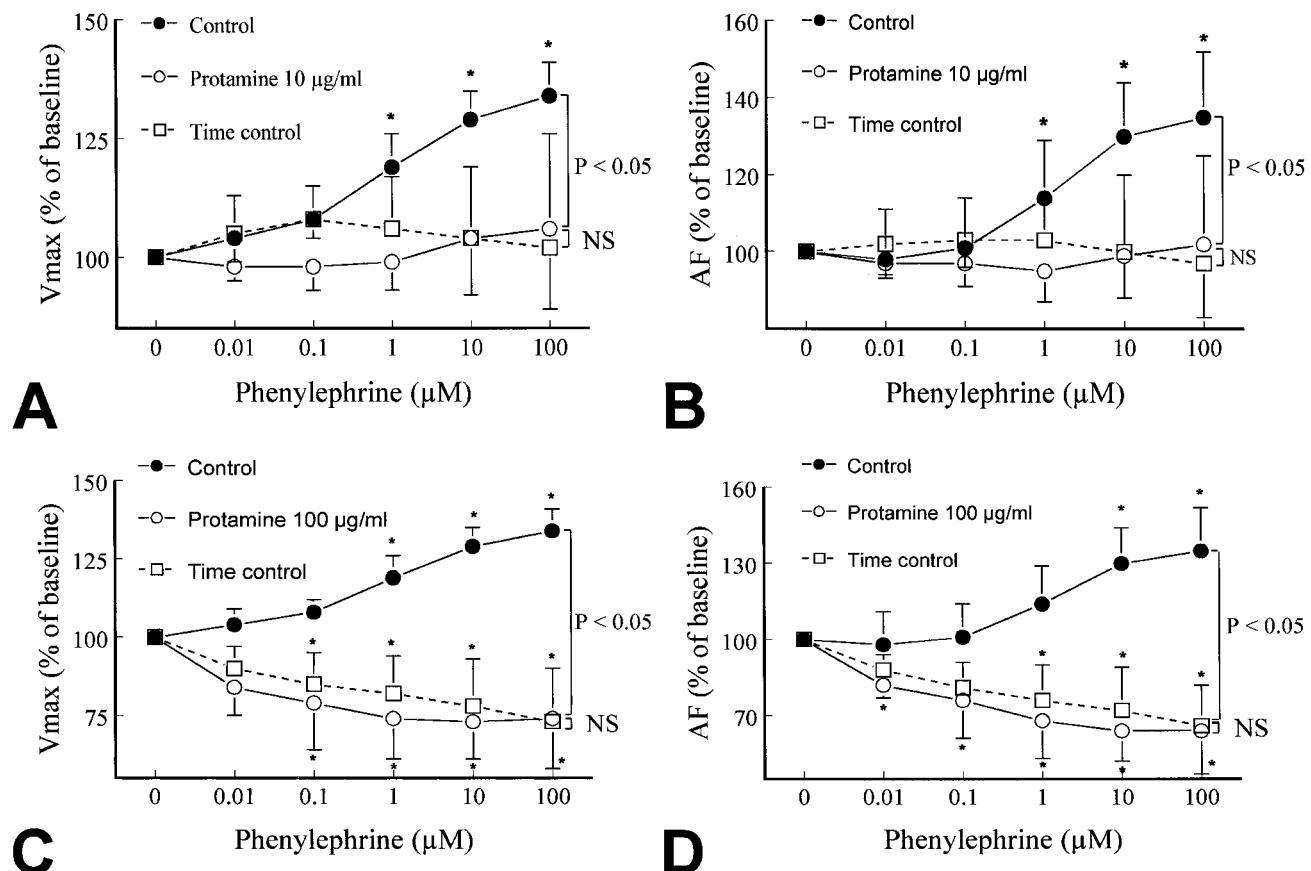 Vmax (% of baseline)
150
125
100
Control
Protamine 10 µg/ml
Time control
*
*
*
P < 0.05
NS
0 0.01 0.1 1 10 100
Phenylephrine (µM)
A
AF (% of baseline)
160
140
120
100
Control
Protamine 10 µg/ml
Time control
*
*
*
P < 0.05
NS
0 0.01 0.1 1 10 100
Phenylephrine (µM)
B
Vmax (% of baseline)
150
125
100
75
Control
Protamine 100 µg/ml
Time control
* * *
P < 0.05
* * * *
NS
* * * *
0 0.01 0.1 1 10 100
Phenylephrine (µM)
C
AF (% of baseline)
160
130
100
70
Control
Protamine 100 µg/ml
Time control
* *
P < 0.05
* * *
NS
* * * * *
0 0.01 0.1 1 10 100
Phenylephrine (µM)
D